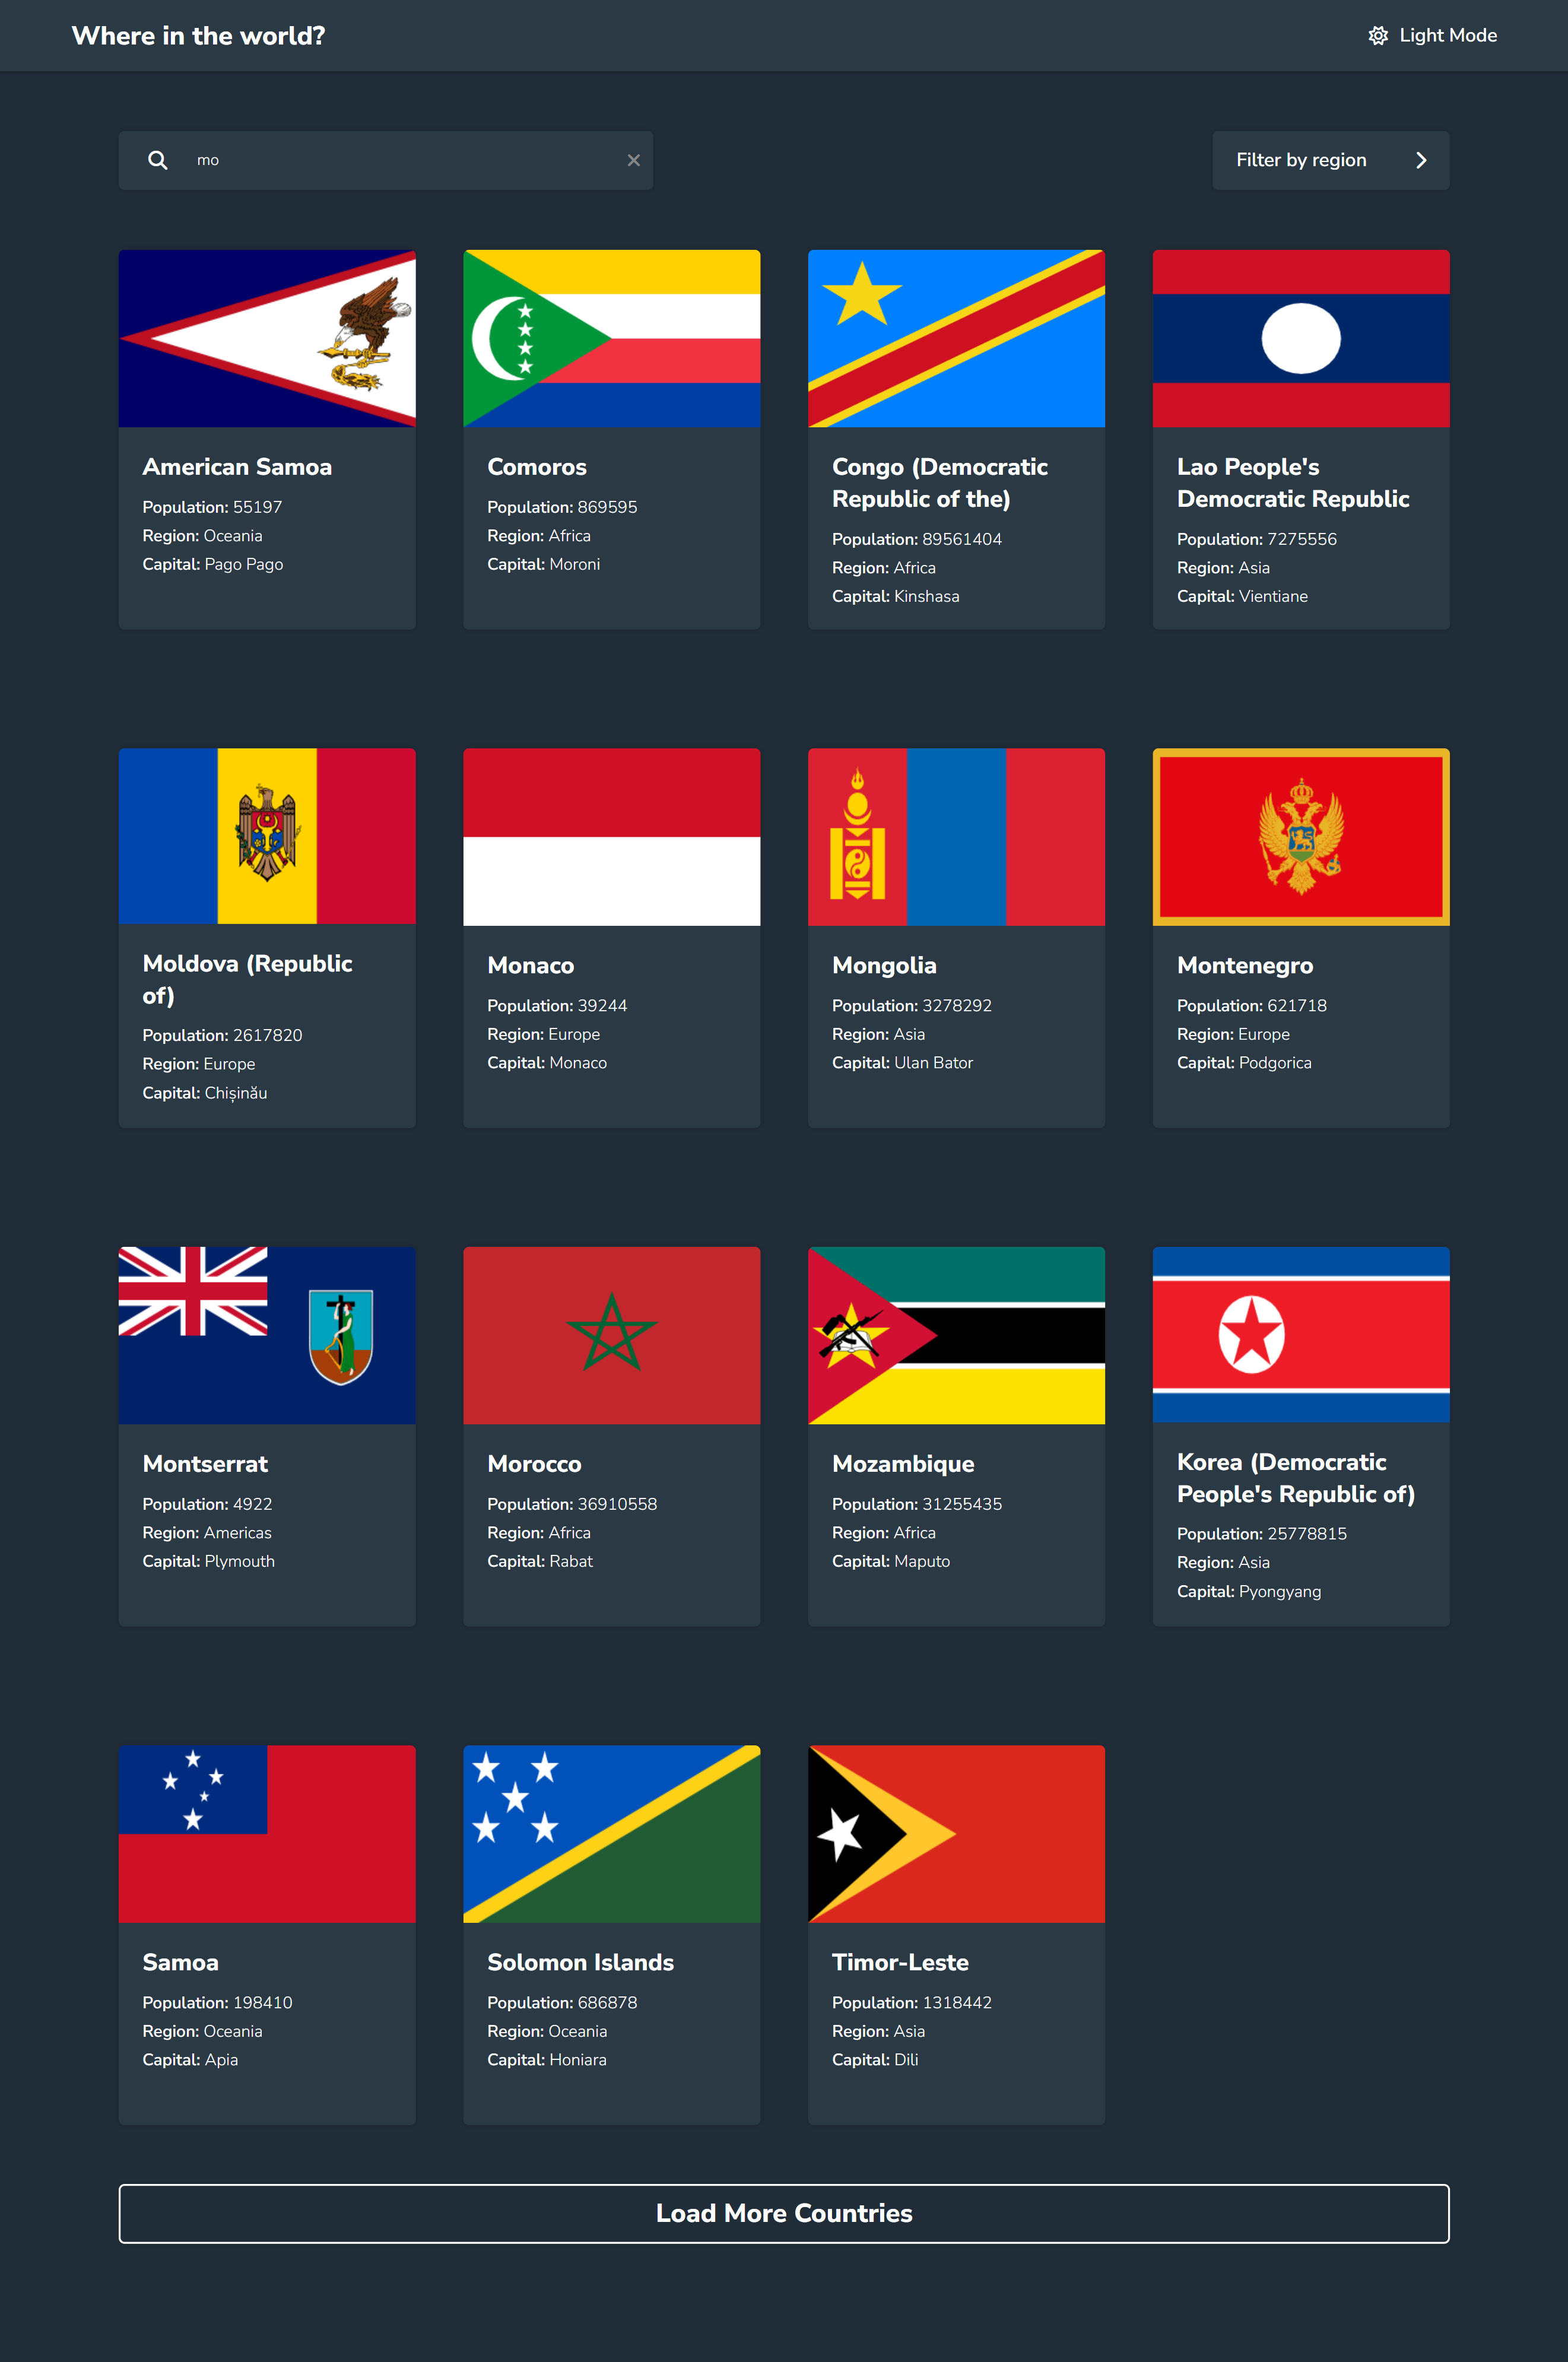 Where in the world?
Light Mode
mo
Filter by region
American Samoa
Population: 55197
Region: Oceania
Capital: Pago Pago
Comoros
Population: 869595
Region: Africa
Capital: Moroni
Congo (Democratic
Republic of the)
Population: 89561404
Region: Africa
Capital: Kinshasa
Lao People's
Democratic Republic
Population: 7275556
Region: Asia
Capital: Vientiane
Moldova (Republic
of)
Population: 2617820
Region: Europe
Capital: Chișinău
Monaco
Population: 39244
Region: Europe
Capital: Monaco
Mongolia
Population: 3278292
Region: Asia
Capital: Ulan Bator
Montenegro
Population: 621718
Region: Europe
Capital: Podgorica
Montserrat
Population: 4922
Region: Americas
Capital: Plymouth
Morocco
Population: 36910558
Region: Africa
Capital: Rabat
Mozambique
Population: 31255435
Region: Africa
Capital: Maputo
Korea (Democratic
People's Republic of)
Population: 25778815
Region: Asia
Capital: Pyongyang
Samoa
Population: 198410
Region: Oceania
Capital: Apia
Solomon Islands
Population: 686878
Region: Oceania
Capital: Honiara
Timor-Leste
Population: 1318442
Region: Asia
Capital: Dili
Load More Countries